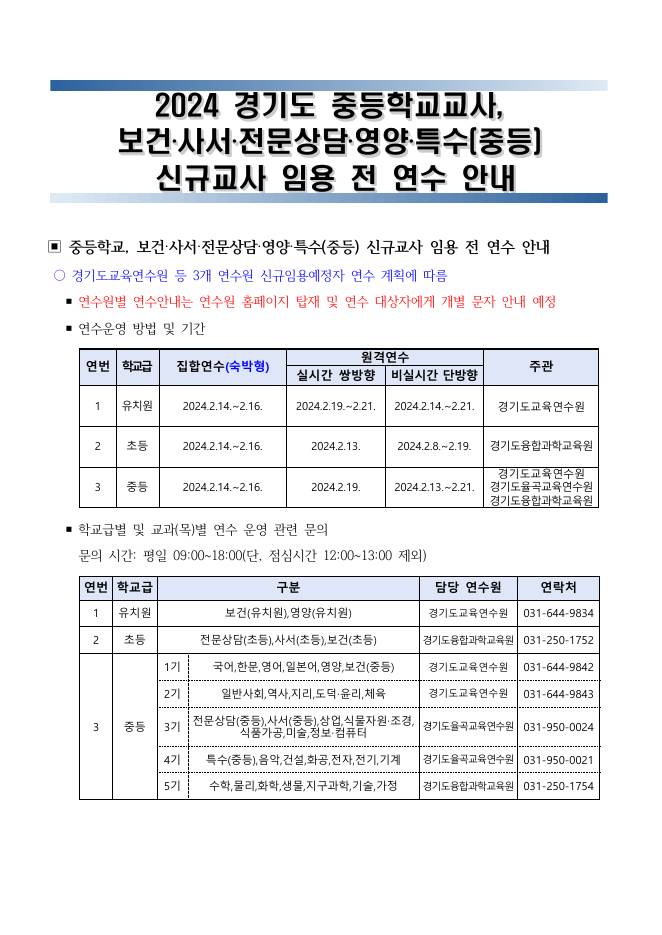 2024 경기도 중등학교교사,
보건·사서·전문상담·영양·특수(중등)
신규교사 임용 전 연수 안내
▣ 중등학교, 보건·사서·전문상담·영양·특수(중등) 신규교사 임용 전 연수 안내
○ 경기도교육연수원 등 3개 연수원 신규임용예정자 연수 계획에 따름
▪ 연수원별 연수안내는 연수원 홈페이지 탑재 및 연수 대상자에게 개별 문자 안내 예정
▪ 연수운영 방법 및 기간
연번 학교급 집합연수(숙박형) 원격연수 주관
실시간 쌍방향 비실시간 단방향
1 유치원 2024.2.14.~2.16. 2024.2.19.~2.21. 2024.2.14.~2.21. 경기도교육연수원
2 초등 2024.2.14.~2.16. 2024.2.13. 2024.2.8.~2.19. 경기도융합과학교육원
3 중등 2024.2.14.~2.16. 2024.2.19. 2024.2.13.~2.21. 경기도교육연수원
경기도율곡교육연수원
경기도융합과학교육원
▪ 학교급별 및 교과(목)별 연수 운영 관련 문의
문의 시간: 평일 09:00~18:00(단, 점심시간 12:00~13:00 제외)
연번 학교급 구분 담당 연수원 연락처
1 유치원 보건(유치원),영양(유치원) 경기도교육연수원 031-644-9834
2 초등 전문상담(초등),사서(초등),보건(초등) 경기도융합과학교육원 031-250-1752
3 중등 1기 국어,한문,영어,일본어,영양,보건(중등) 경기도교육연수원 031-644-9842
2기 일반사회,역사,지리,도덕·윤리,체육 경기도교육연수원 031-644-9843
3기 전문상담(중등),사서(중등),상업,식물자원·조경, 경기도율곡교육연수원 031-950-0024
식품가공,미술,정보·컴퓨터
4기 특수(중등),음악,건설,화공,전자,전기,기계 경기도율곡교육연수원 031-950-0021
5기 수학,물리,화학,생물,지구과학,기술,가정 경기도융합과학교육원 031-250-1754